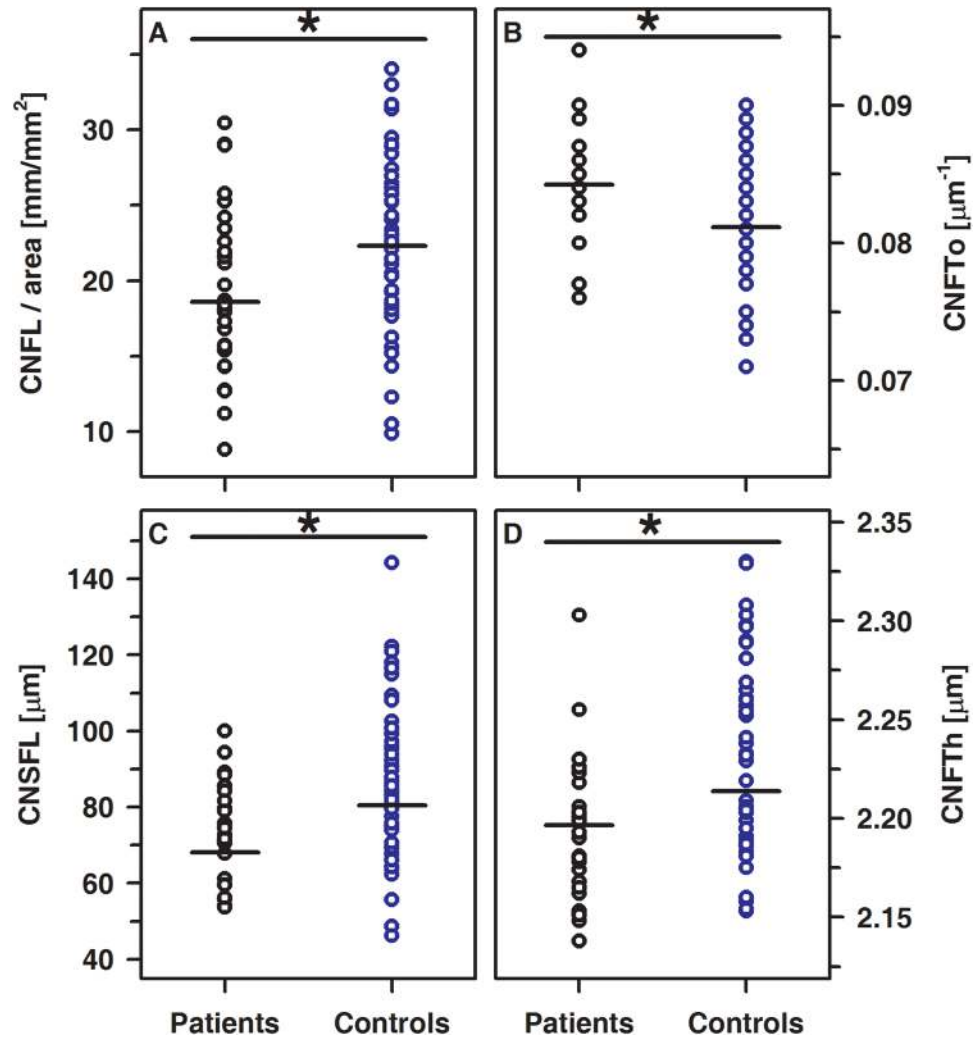 A
*
CNFL / area [mm/mm²]
30
20
10
B
*
0.09
0.08
0.07
CNFTo [µm⁻¹]
C
*
CNSFL [µm]
140
120
100
80
60
40
D
*
2.35
2.30
2.25
2.20
2.15
CNFTh [µm]
Patients Controls
Patients Controls